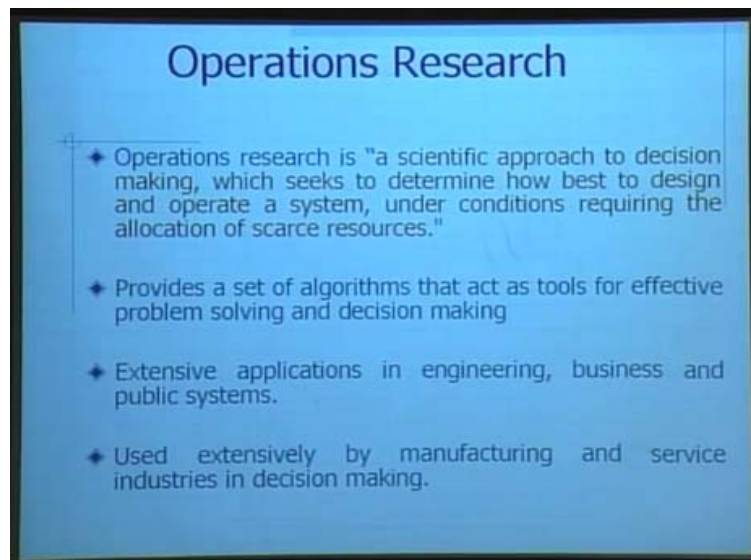 Operations Research
Operations research is "a scientific approach to decision
making, which seeks to determine how best to design
and operate a system, under conditions requiring the
allocation of scarce resources."
Provides a set of algorithms that act as tools for effective
problem solving and decision making
Extensive applications in engineering, business and
public systems.
Used extensively by manufacturing and service
industries in decision making.